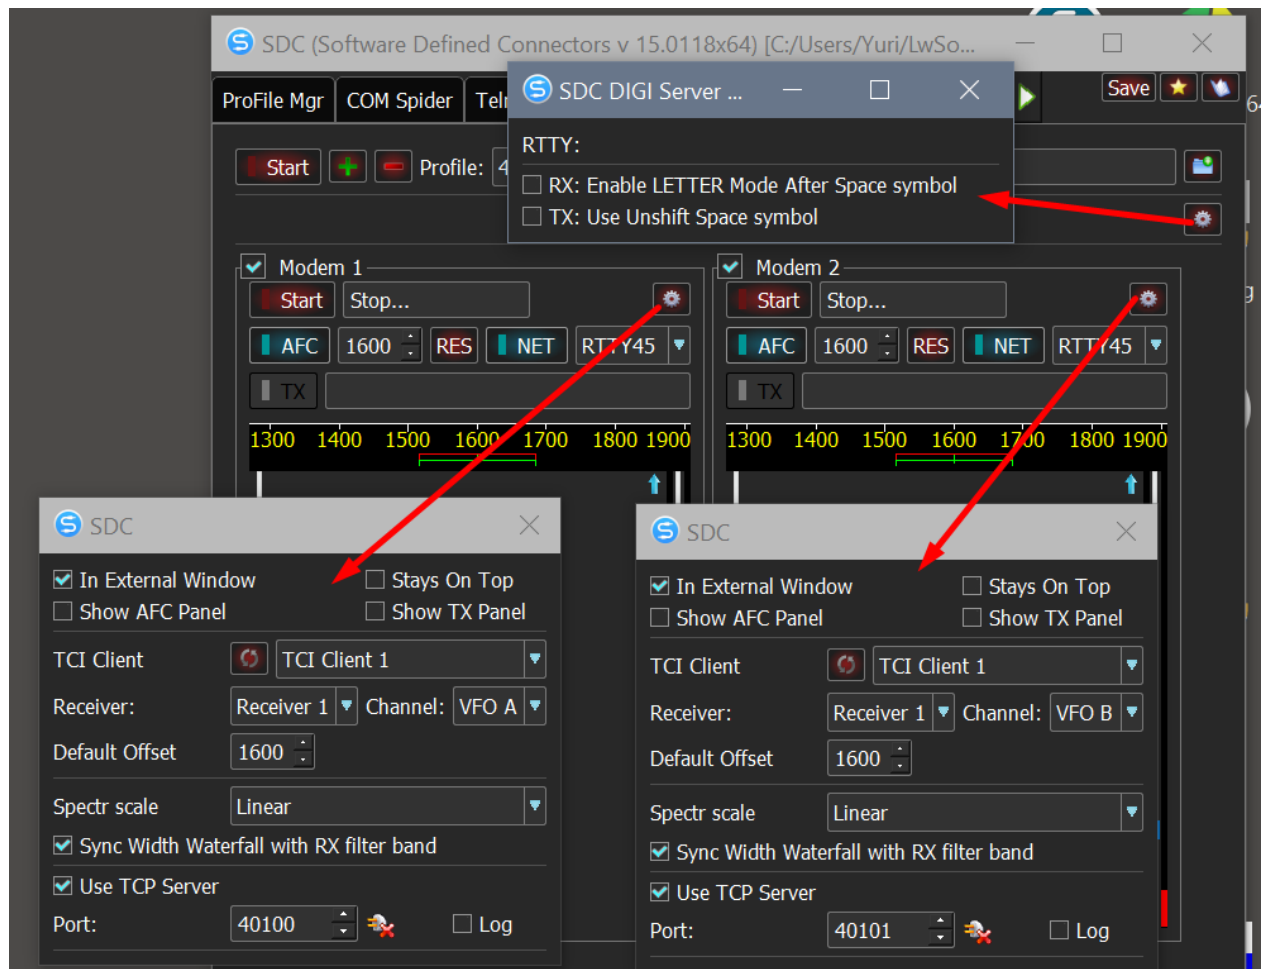 SDC (Software Defined Connectors v 15.0118x64) [C:/Users/Yuri/LwSo...
SDC DIGI Server ...
ProFile Mgr COM Spider Save
RTTY:
Start Profile: 4
RX: Enable LETTER Mode After Space symbol
TX: Use Unshift Space symbol
Modem 1
Start Stop...
AFC 1600 RES NET RTTY45
TX
1300 1400 1500 1600 1700 1800 1900
Modem 2
Start Stop...
AFC 1600 RES NET RTTY45
TX
1300 1400 1500 1600 1700 1800 1900
SDC
In External Window Stays On Top
Show AFC Panel Show TX Panel
TCI Client TCI Client 1
Receiver: Receiver 1 Channel: VFO A
Default Offset 1600
Spectr scale Linear
Sync Width Waterfall with RX filter band
Use TCP Server
Port: 40100 Log
SDC
In External Window Stays On Top
Show AFC Panel Show TX Panel
TCI Client TCI Client 1
Receiver: Receiver 1 Channel: VFO B
Default Offset 1600
Spectr scale Linear
Sync Width Waterfall with RX filter band
Use TCP Server
Port: 40101 Log